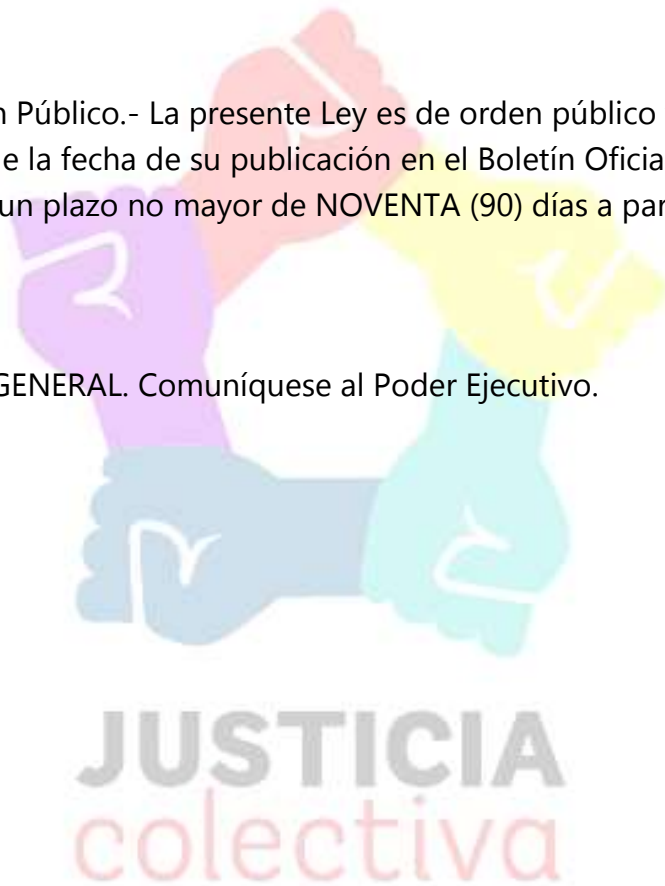 n Público.- La presente Ley es de orden público
e la fecha de su publicación en el Boletín Oficia
un plazo no mayor de NOVENTA (90) días a par
GENERAL. Comuníquese al Poder Ejecutivo.
JUSTICIA
colectiva